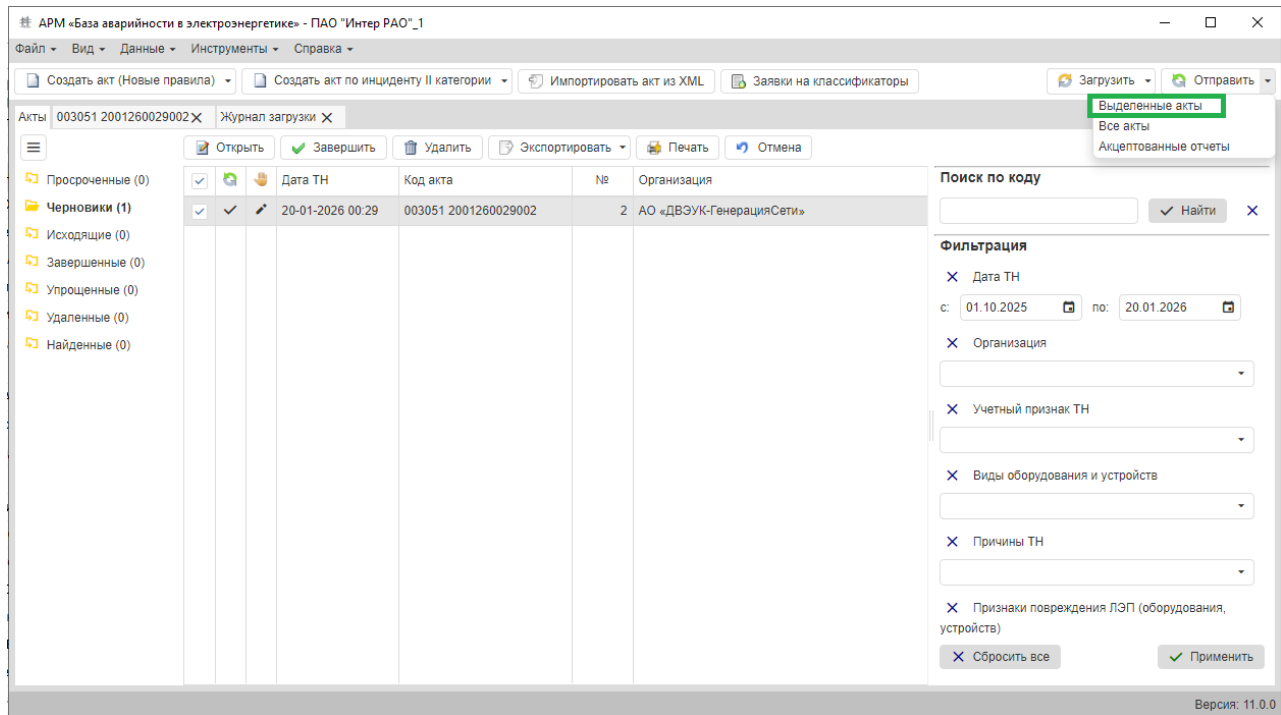 АРМ «База аварийности в электроэнергетике» - ПАО "Интер РАО"_1
Файл Вид Данные Инструменты Справка
Создать акт (Новые правила) Создать акт по инциденту II категории Импортировать акт из XML Заявки на классификаторы Загрузить Отправить
Выделенные акты
Все акты
Акцептованные отчеты
Акты 003051 2001260029002 Журнал загрузки
Открыть Завершить Удалить Экспортировать Печать Отмена
Просроченные (0)
Черновики (1)
Исходящие (0)
Завершенные (0)
Упрощенные (0)
Удаленные (0)
Найденные (0)
Дата ТН Код акта № Организация
20-01-2026 00:29 003051 2001260029002 2 АО «ДВЭУК-ГенерацияСети»
Поиск по коду
Найти
Фильтрация
Дата ТН
с: 01.10.2025 по: 20.01.2026
Организация
Учетный признак ТН
Виды оборудования и устройств
Причины ТН
Признаки повреждения ЛЭП (оборудования,
устройств)
Сбросить все Применить
Версия: 11.0.0